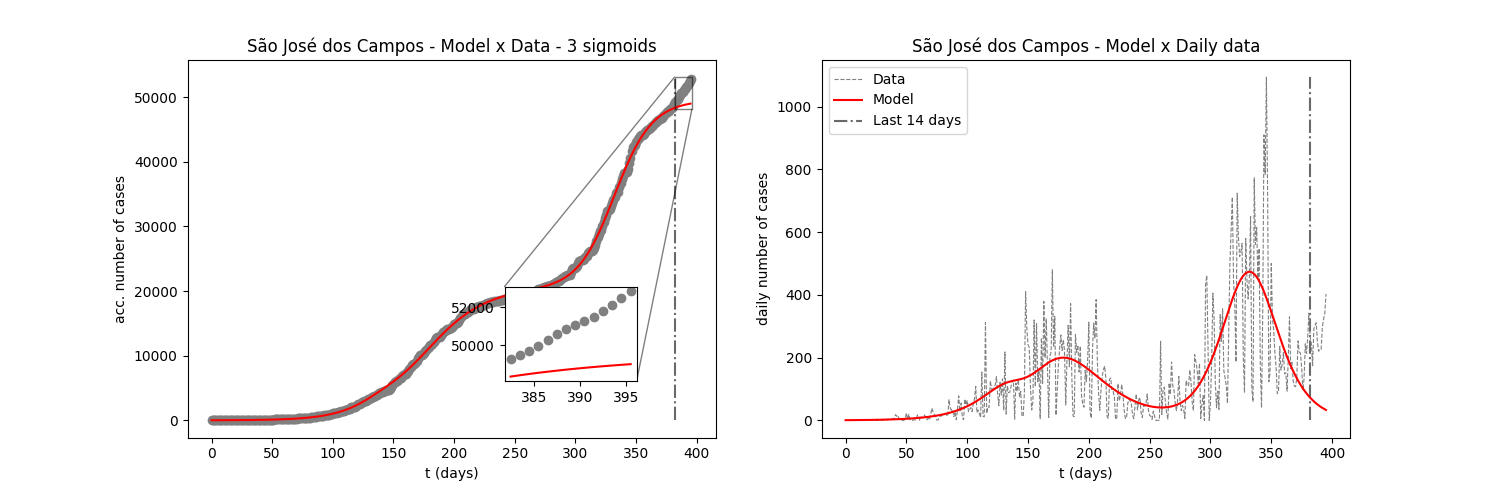 São José dos Campos - Model x Data - 3 sigmoids
acc. number of cases
50000
40000
30000
20000
10000
0
52000
50000
385 390 395
0 50 100 150 200 250 300 350 400
t (days)
São José dos Campos - Model x Daily data
daily number of cases
1000
800
600
400
200
0
Data
Model
Last 14 days
0 50 100 150 200 250 300 350 400
t (days)